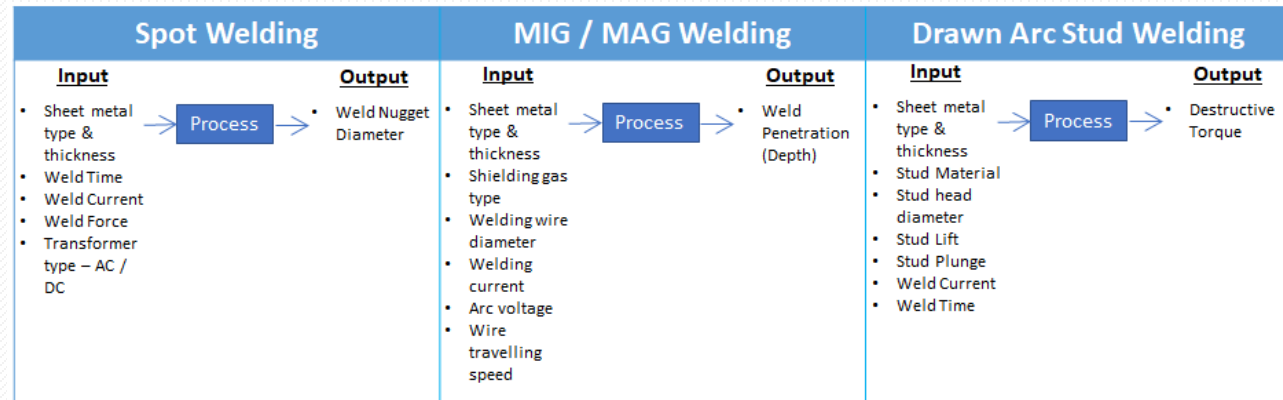 Spot Welding
Input
Output
• Sheet metal
type &
thickness
• Weld Time
• Weld Current
• Weld Force
• Transformer
type – AC /
DC
Process
• Weld Nugget
Diameter
MIG / MAG Welding
Input
Output
• Sheet metal
type &
thickness
• Shielding gas
type
• Welding wire
diameter
• Welding
current
• Arc voltage
• Wire
travelling
speed
Process
• Weld
Penetration
(Depth)
Drawn Arc Stud Welding
Input
Output
• Sheet metal
type &
thickness
• Stud Material
• Stud head
diameter
• Stud Lift
• Stud Plunge
• Weld Current
• Weld Time
Process
• Destructive
Torque